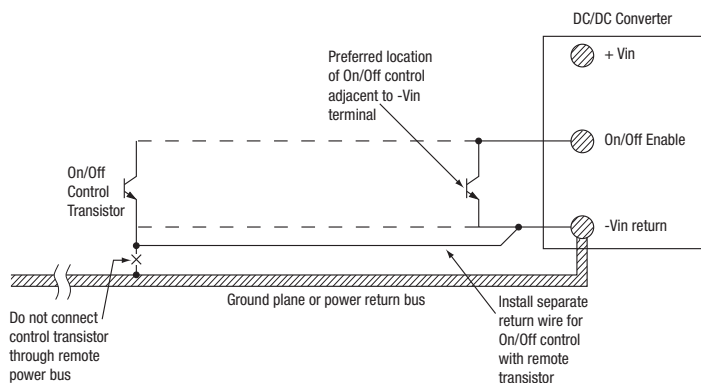 DC/DC Converter
+ Vin
Preferred location
of On/Off control
adjacent to -Vin
terminal
On/Off Enable
On/Off
Control
Transistor
-Vin return
Ground plane or power return bus
Do not connect
control transistor
through remote
power bus
Install separate
return wire for
On/Off control
with remote
transistor